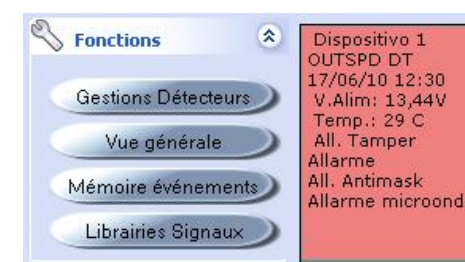 Fonctions
Gestions Détecteurs
Vue générale
Mémoire événements
Librairies Signaux
Dispositivo 1
OUTSPD DT
17/06/10 12:30
V.Alim: 13,44V
Temp.: 29 C
All. Tamper
Allarme
All. Antimask
Allarme microond